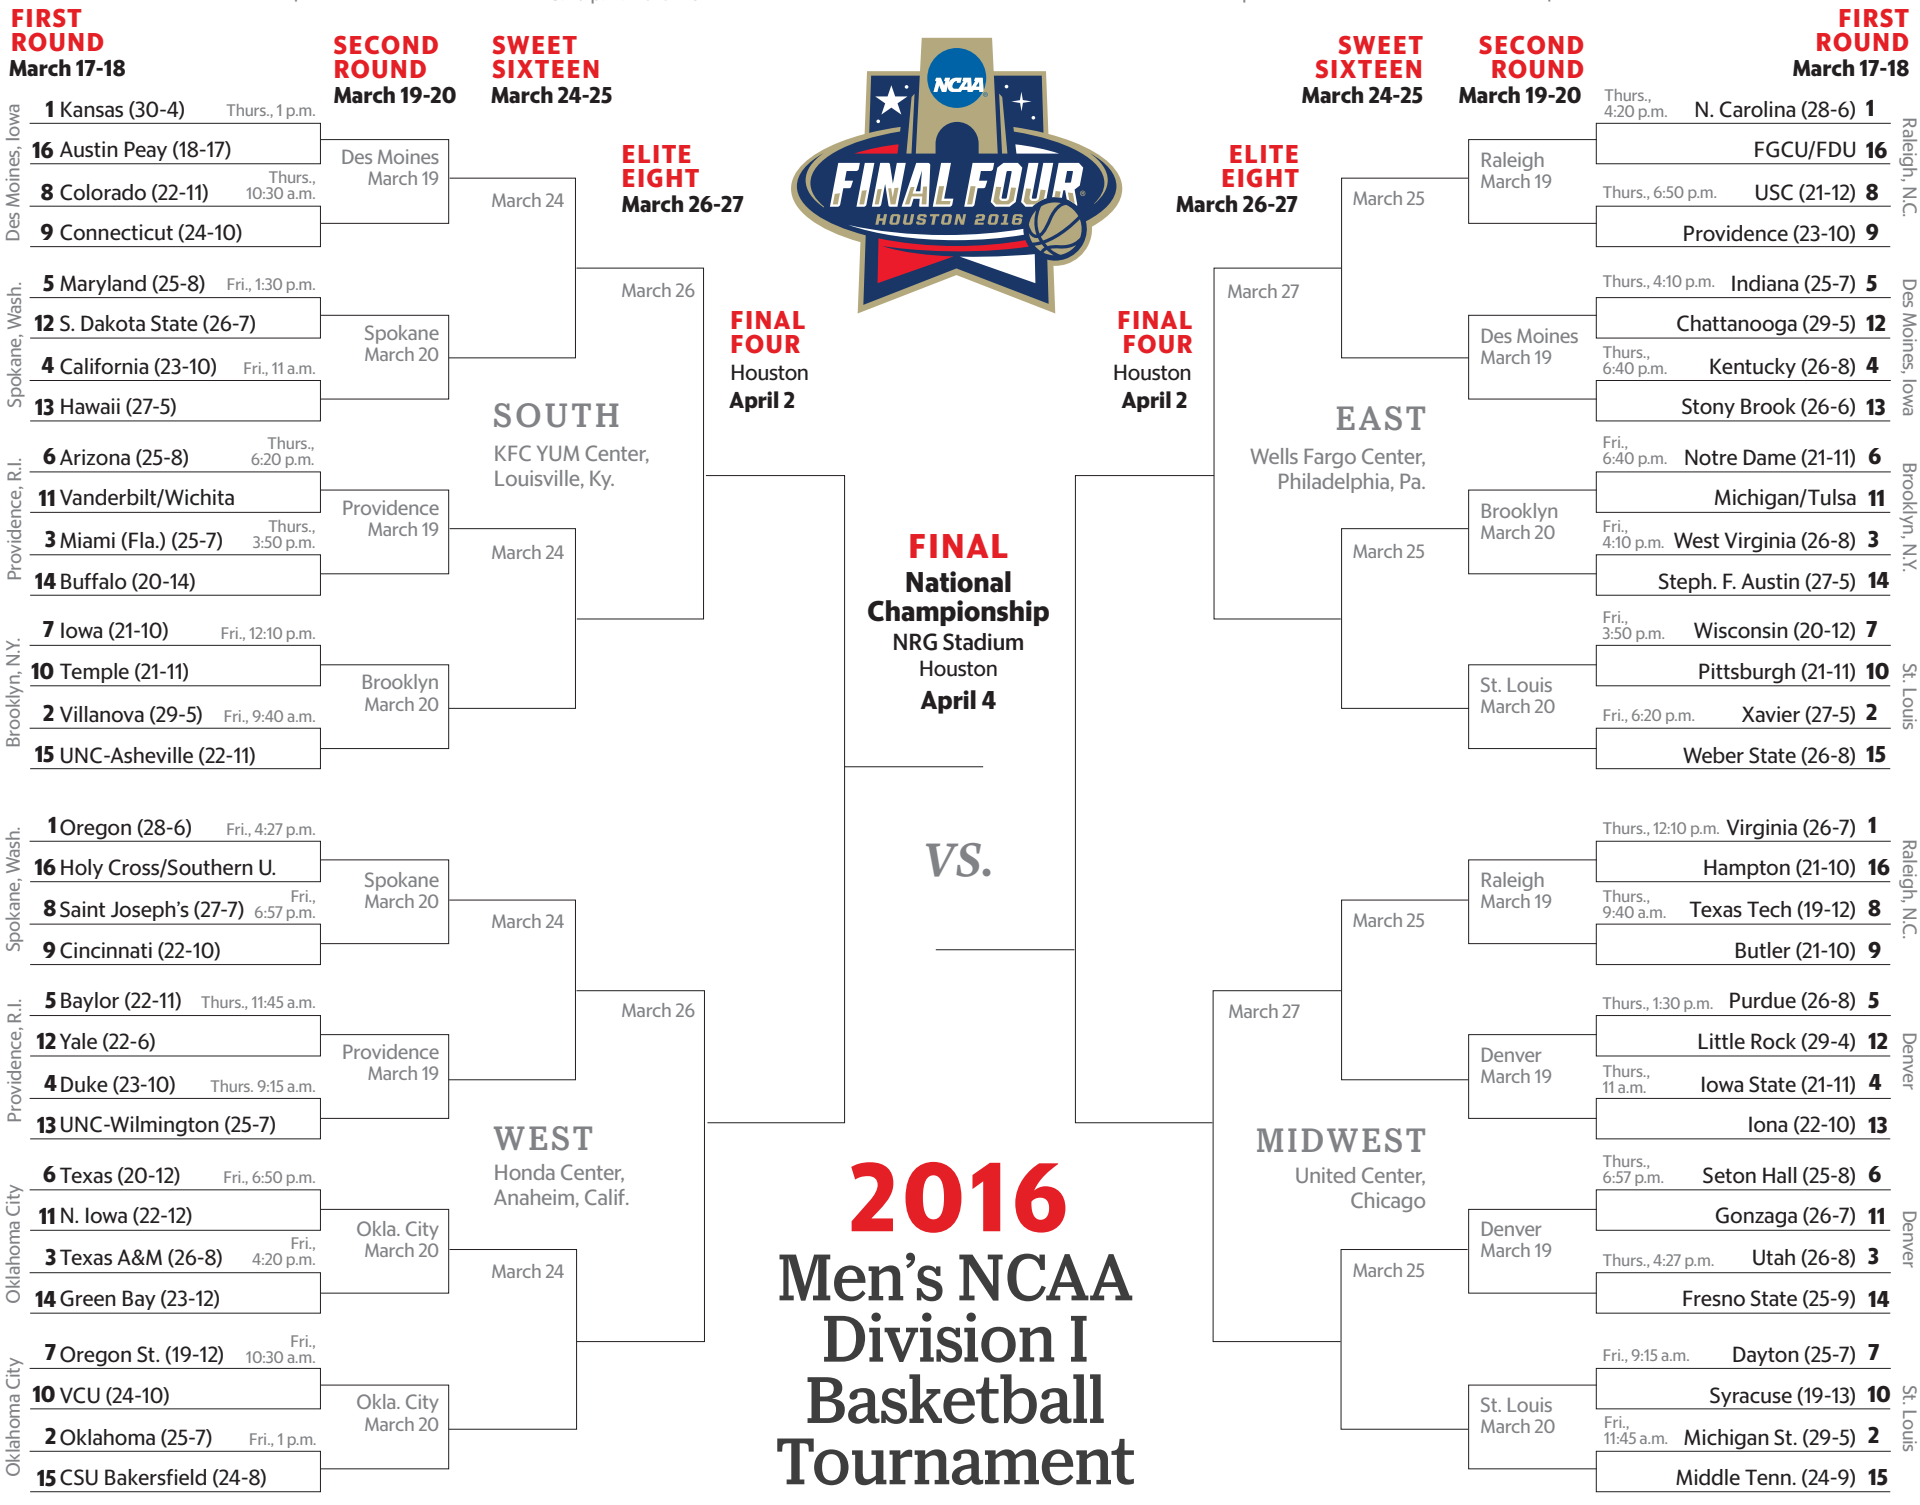 FIRST
ROUND
March 17-18
SECOND
ROUND
March 19-20
SWEET
SIXTEEN
March 24-25
ELITE
EIGHT
March 26-27
FINAL
FOUR
Houston
April 2
Des Moines, Iowa
1 Kansas (30-4) Thurs., 1 p.m.
16 Austin Peay (18-17)
8 Colorado (22-11) Thurs., 10:30 a.m.
9 Connecticut (24-10)
Des Moines
March 19
Spokane, Wash.
5 Maryland (25-8) Fri., 1:30 p.m.
12 S. Dakota State (26-7)
4 California (23-10) Fri., 11 a.m.
13 Hawaii (27-5)
Spokane
March 20
March 24
Providence, R.I.
6 Arizona (25-8) Thurs., 6:20 p.m.
11 Vanderbilt/Wichita
3 Miami (Fla.) (25-7) Thurs., 3:50 p.m.
14 Buffalo (20-14)
Providence
March 19
Brooklyn, N.Y.
7 Iowa (21-10) Fri., 12:10 p.m.
10 Temple (21-11)
2 Villanova (29-5) Fri., 9:40 a.m.
15 UNC-Asheville (22-11)
Brooklyn
March 20
March 24
March 26
SOUTH
KFC YUM Center,
Louisville, Ky.
Spokane, Wash.
1 Oregon (28-6) Fri., 4:27 p.m.
16 Holy Cross/Southern U.
8 Saint Joseph's (27-7) Fri., 6:57 p.m.
9 Cincinnati (22-10)
Spokane
March 20
Providence, R.I.
5 Baylor (22-11) Thurs., 11:45 a.m.
12 Yale (22-6)
4 Duke (23-10) Thurs. 9:15 a.m.
13 UNC-Wilmington (25-7)
Providence
March 19
March 24
Oklahoma City
6 Texas (20-12) Fri., 6:50 p.m.
11 N. Iowa (22-12)
3 Texas A&M (26-8) Fri., 4:20 p.m.
14 Green Bay (23-12)
Okla. City
March 20
Oklahoma City
7 Oregon St. (19-12) Fri., 10:30 a.m.
10 VCU (24-10)
2 Oklahoma (25-7) Fri., 1 p.m.
15 CSU Bakersfield (24-8)
Okla. City
March 20
March 24
March 26
WEST
Honda Center,
Anaheim, Calif.
NCAA
FINAL FOUR
HOUSTON 2016
FINAL
National
Championship
NRG Stadium
Houston
April 4
VS.
2016
Men's NCAA
Division I
Basketball
Tournament
FINAL
FOUR
Houston
April 2
ELITE
EIGHT
March 26-27
SWEET
SIXTEEN
March 24-25
SECOND
ROUND
March 19-20
FIRST
ROUND
March 17-18
Thurs., 4:20 p.m. N. Carolina (28-6) 1
FGCU/FDU 16
Thurs., 6:50 p.m. USC (21-12) 8
Providence (23-10) 9
Raleigh, N.C.
Raleigh
March 19
Thurs., 4:10 p.m. Indiana (25-7) 5
Chattanooga (29-5) 12
Thurs., 6:40 p.m. Kentucky (26-8) 4
Stony Brook (26-6) 13
Des Moines, Iowa
Des Moines
March 19
March 25
Fri., 6:40 p.m. Notre Dame (21-11) 6
Michigan/Tulsa 11
Fri., 4:10 p.m. West Virginia (26-8) 3
Steph. F. Austin (27-5) 14
Brooklyn, N.Y.
Brooklyn
March 20
Fri., 3:50 p.m. Wisconsin (20-12) 7
Pittsburgh (21-11) 10
Fri., 6:20 p.m. Xavier (27-5) 2
Weber State (26-8) 15
St. Louis
St. Louis
March 20
March 25
March 27
EAST
Wells Fargo Center,
Philadelphia, Pa.
Thurs., 12:10 p.m. Virginia (26-7) 1
Hampton (21-10) 16
Thurs., 9:40 a.m. Texas Tech (19-12) 8
Butler (21-10) 9
Raleigh, N.C.
Raleigh
March 19
Thurs., 1:30 p.m. Purdue (26-8) 5
Little Rock (29-4) 12
Thurs., 11 a.m. Iowa State (21-11) 4
Iona (22-10) 13
Denver
Denver
March 19
March 25
Thurs., 6:57 p.m. Seton Hall (25-8) 6
Gonzaga (26-7) 11
Thurs., 4:27 p.m. Utah (26-8) 3
Fresno State (25-9) 14
Denver
Denver
March 19
Fri., 9:15 a.m. Dayton (25-7) 7
Syracuse (19-13) 10
Fri., 11:45 a.m. Michigan St. (29-5) 2
Middle Tenn. (24-9) 15
St. Louis
St. Louis
March 20
March 25
March 27
MIDWEST
United Center,
Chicago